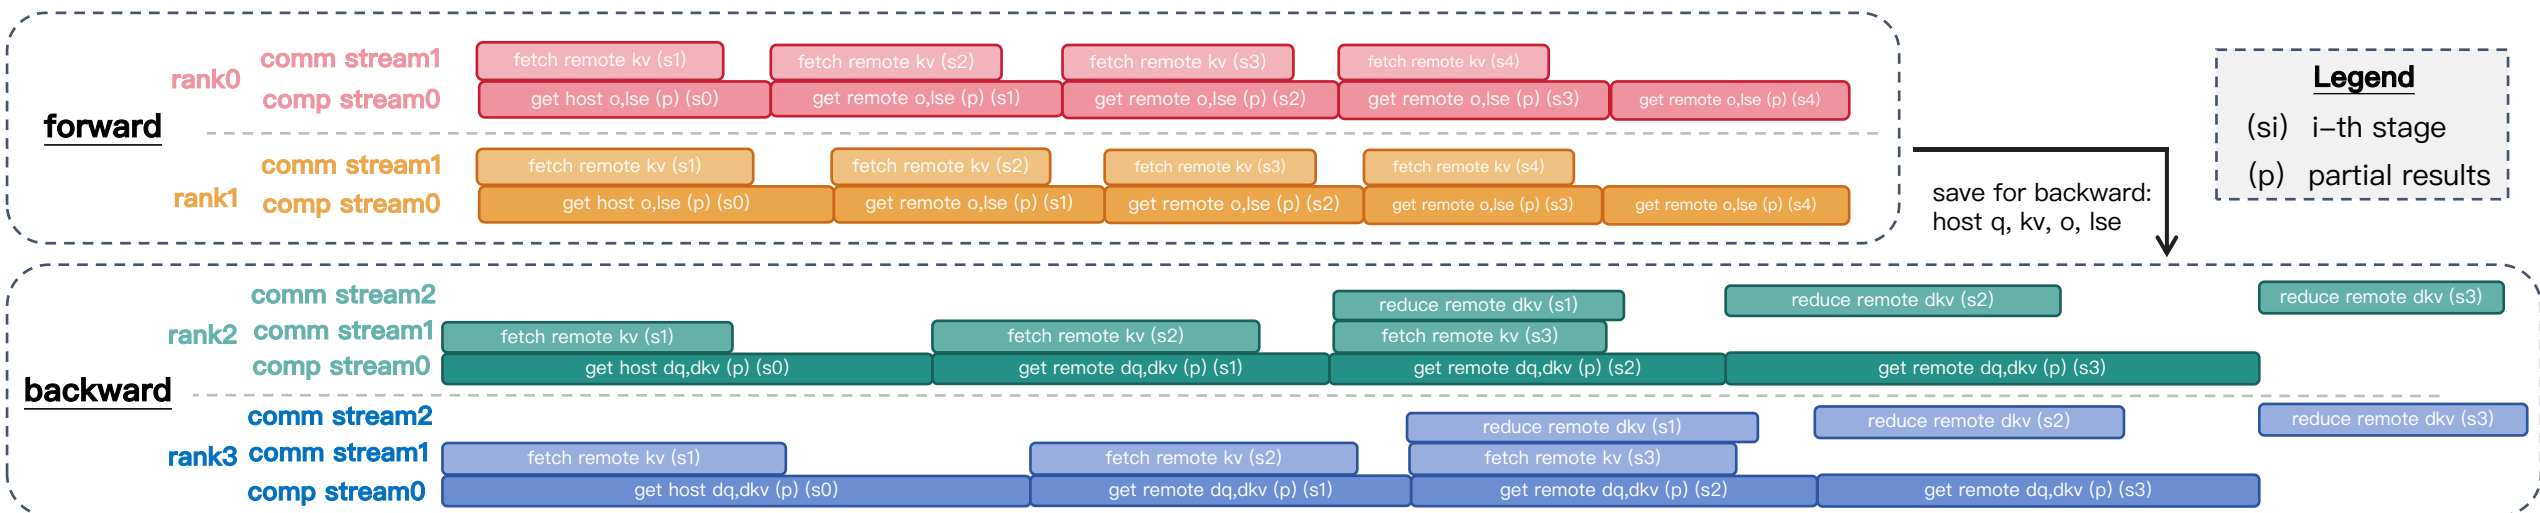 forward
rank0
comm stream1
fetch remote kv (s1)
fetch remote kv (s2)
fetch remote kv (s3)
fetch remote kv (s4)
comp stream0
get host o,lse (p) (s0)
get remote o,lse (p) (s1)
get remote o,lse (p) (s2)
get remote o,lse (p) (s3)
get remote o,lse (p) (s4)
rank1
comm stream1
fetch remote kv (s1)
fetch remote kv (s2)
fetch remote kv (s3)
fetch remote kv (s4)
comp stream0
get host o,lse (p) (s0)
get remote o,lse (p) (s1)
get remote o,lse (p) (s2)
get remote o,lse (p) (s3)
get remote o,lse (p) (s4)
save for backward:
host q, kv, o, lse
Legend
(si) i-th stage
(p) partial results
backward
rank2
comm stream2
reduce remote dkv (s1)
reduce remote dkv (s2)
reduce remote dkv (s3)
comm stream1
fetch remote kv (s1)
fetch remote kv (s2)
fetch remote kv (s3)
comp stream0
get host dq,dkv (p) (s0)
get remote dq,dkv (p) (s1)
get remote dq,dkv (p) (s2)
get remote dq,dkv (p) (s3)
rank3
comm stream2
reduce remote dkv (s1)
reduce remote dkv (s2)
reduce remote dkv (s3)
comm stream1
fetch remote kv (s1)
fetch remote kv (s2)
fetch remote kv (s3)
comp stream0
get host dq,dkv (p) (s0)
get remote dq,dkv (p) (s1)
get remote dq,dkv (p) (s2)
get remote dq,dkv (p) (s3)